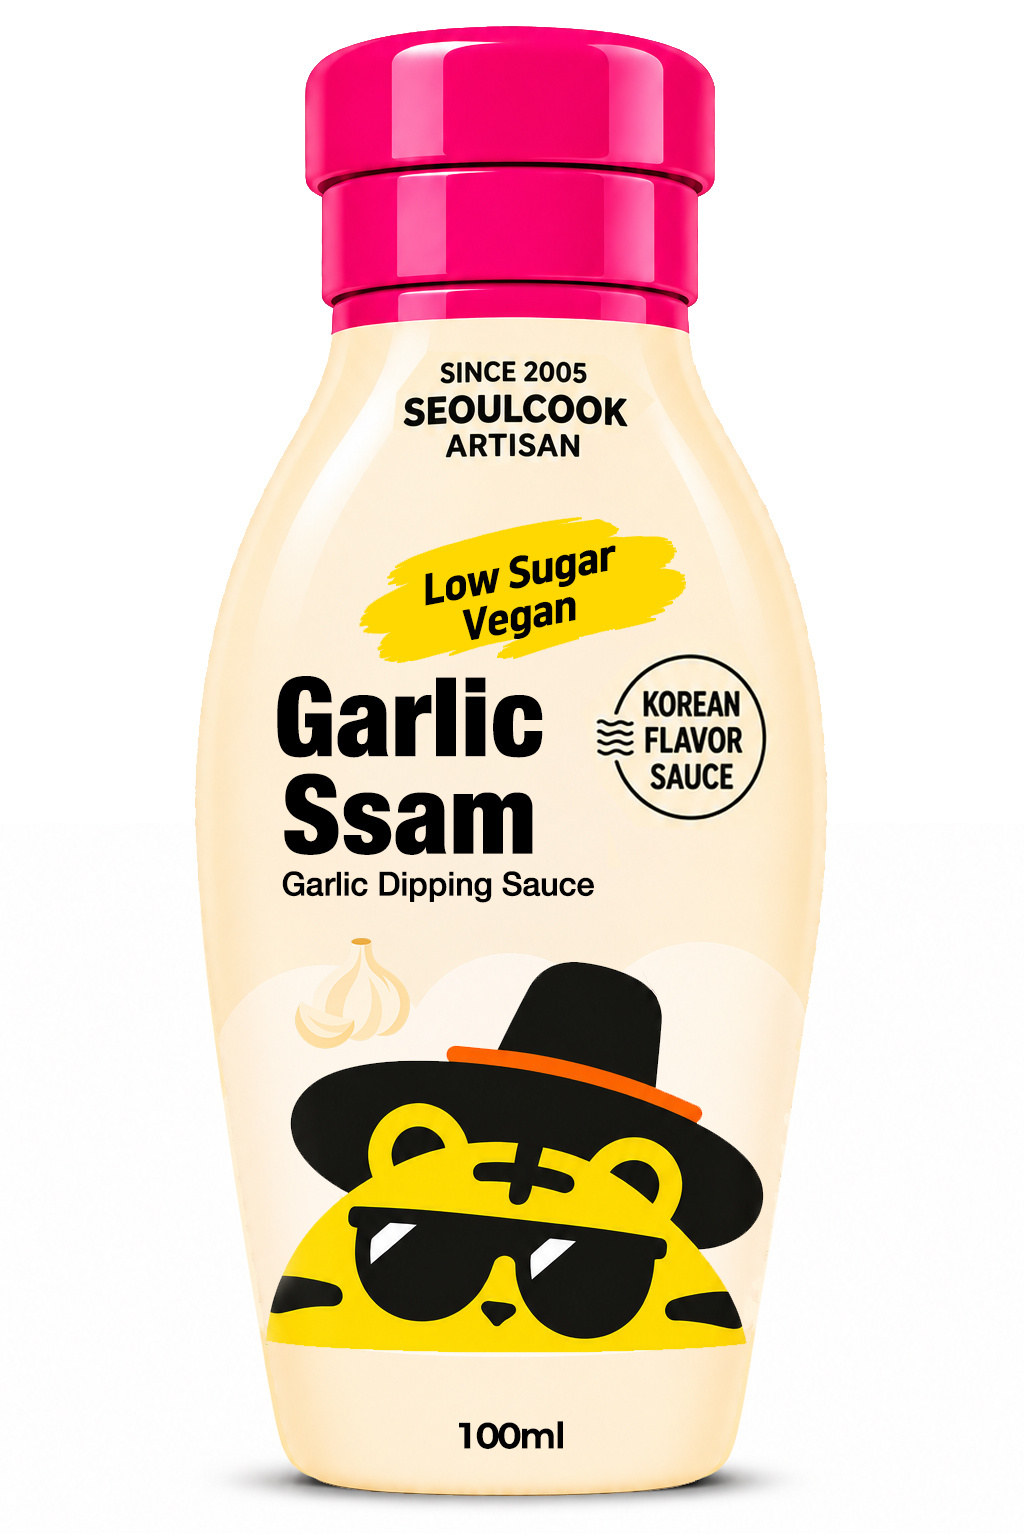 SINCE 2005
SEOULCOOK
ARTISAN
Low Sugar
Vegan
Garlic
Ssam
Garlic Dipping Sauce
KOREAN
FLAVOR
SAUCE
100ml